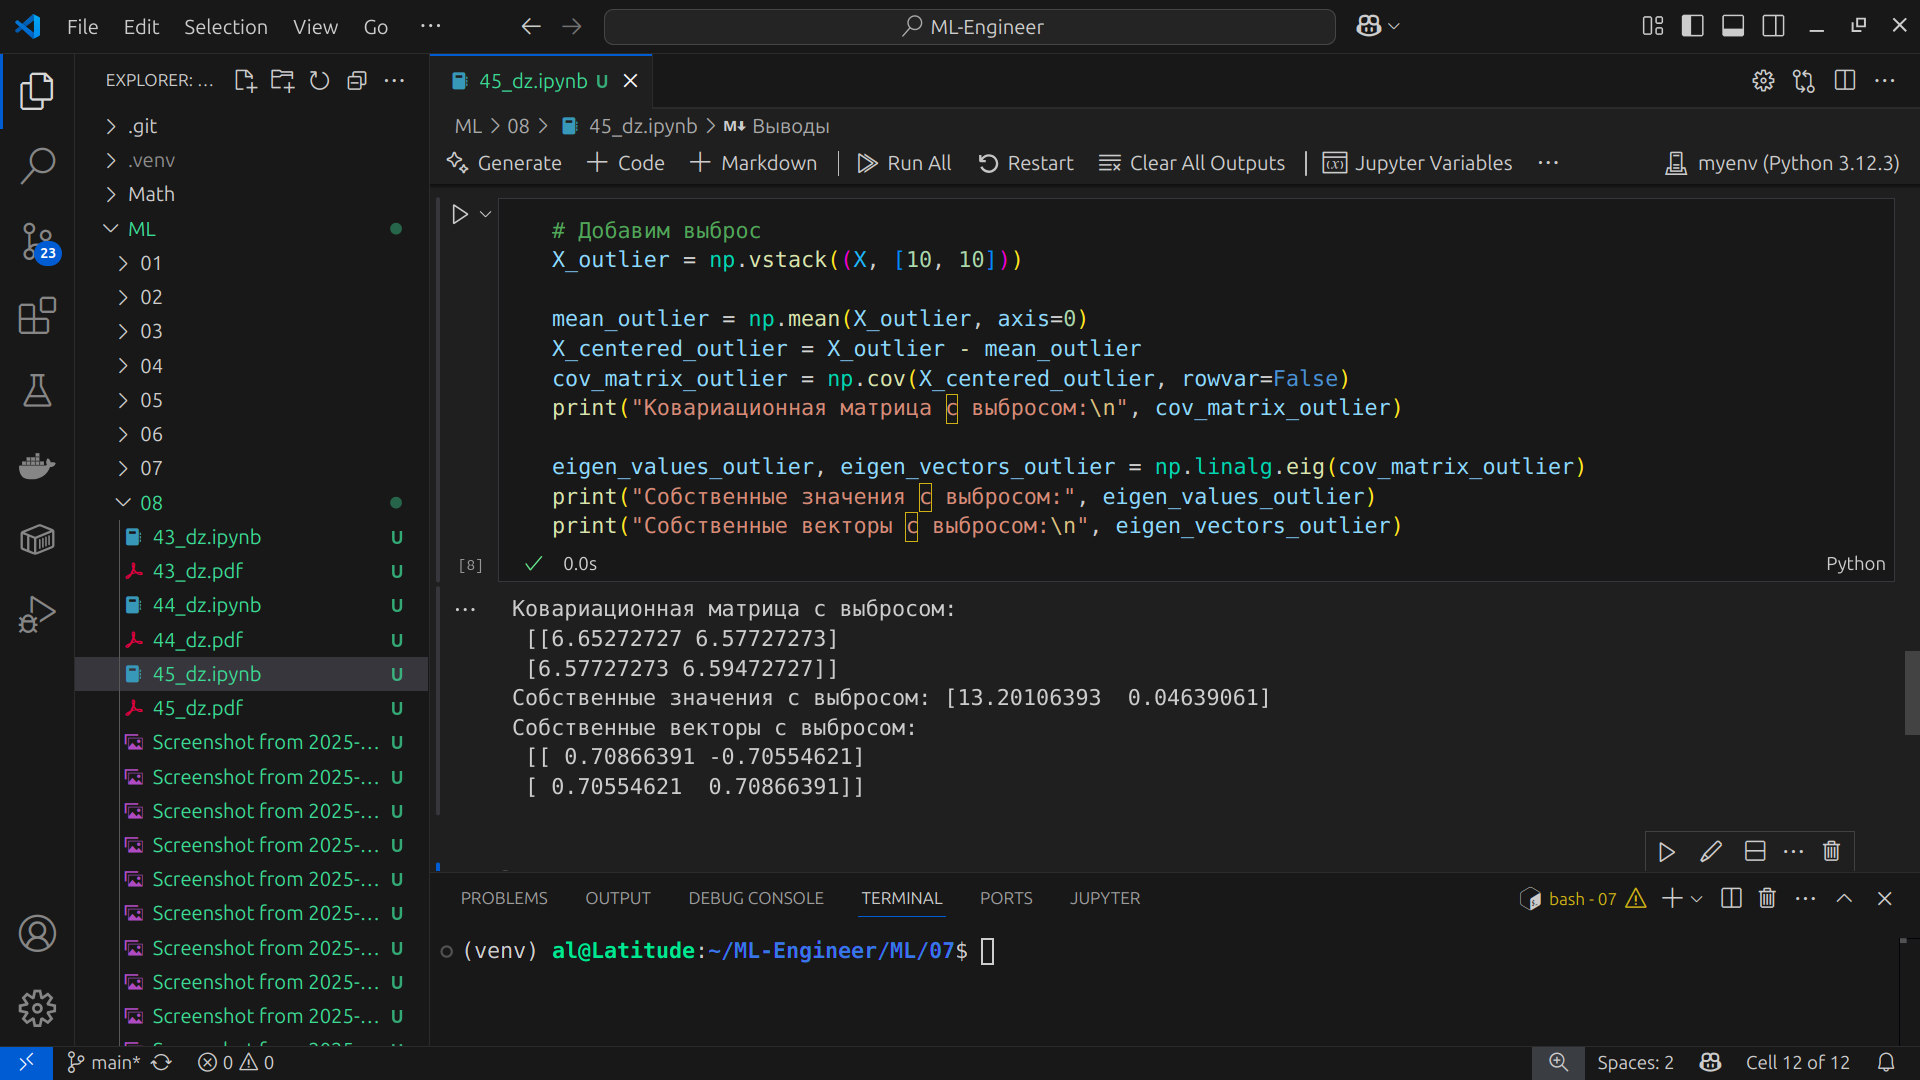 File Edit Selection View Go ···
ML-Engineer
EXPLORER: ...
.git
.venv
Math
ML
01
02
03
04
05
06
07
08
43_dz.ipynb U
43_dz.pdf U
44_dz.ipynb U
44_dz.pdf U
45_dz.ipynb U
45_dz.pdf U
Screenshot from 2025-... U
Screenshot from 2025-... U
Screenshot from 2025-... U
Screenshot from 2025-... U
Screenshot from 2025-... U
Screenshot from 2025-... U
Screenshot from 2025-... U
Screenshot from 2025-... U
Screenshot from 2025-... U
23
45_dz.ipynb U
ML > 08 > 45_dz.ipynb > M↓ Выводы
Generate + Code + Markdown | Run All Restart Clear All Outputs | Jupyter Variables ··· myenv (Python 3.12.3)
# Добавим выброс
X_outlier = np.vstack((X, [10, 10]))
mean_outlier = np.mean(X_outlier, axis=0)
X_centered_outlier = X_outlier - mean_outlier
cov_matrix_outlier = np.cov(X_centered_outlier, rowvar=False)
print("Ковариационная матрица с выбросом:\n", cov_matrix_outlier)
eigen_values_outlier, eigen_vectors_outlier = np.linalg.eig(cov_matrix_outlier)
print("Собственные значения с выбросом:", eigen_values_outlier)
print("Собственные векторы с выбросом:\n", eigen_vectors_outlier)
[8] 0.0s Python
Ковариационная матрица с выбросом:
[[6.65272727 6.57727273]
[6.57727273 6.59472727]]
Собственные значения с выбросом: [13.20106393 0.04639061]
Собственные векторы с выбросом:
[[ 0.70866391 -0.70554621]
[ 0.70554621 0.70866391]]
PROBLEMS OUTPUT DEBUG CONSOLE TERMINAL PORTS JUPYTER
bash - 07
(venv) al@Latitude:~/ML-Engineer/ML/07$
main* 0 0
Spaces: 2 Cell 12 of 12